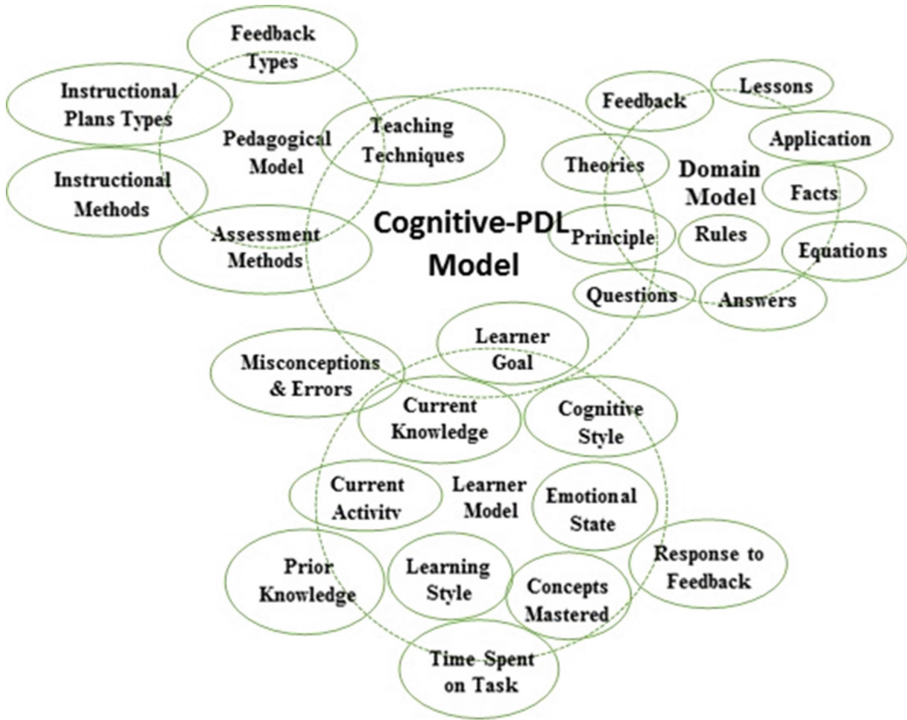 Feedback
Types
Instructional
Plans Types
Pedagogical
Model
Teaching
Techniques
Instructional
Methods
Assessment
Methods
Cognitive-PDL
Model
Feedback
Lessons
Application
Theories
Domain
Model
Facts
Principle
Rules
Equations
Questions
Answers
Learner
Goal
Misconceptions
& Errors
Current
Knowledge
Cognitive
Style
Current
Activity
Learner
Model
Emotional
State
Prior
Knowledge
Learning
Style
Concepts
Mastered
Response to
Feedback
Time Spent
on Task